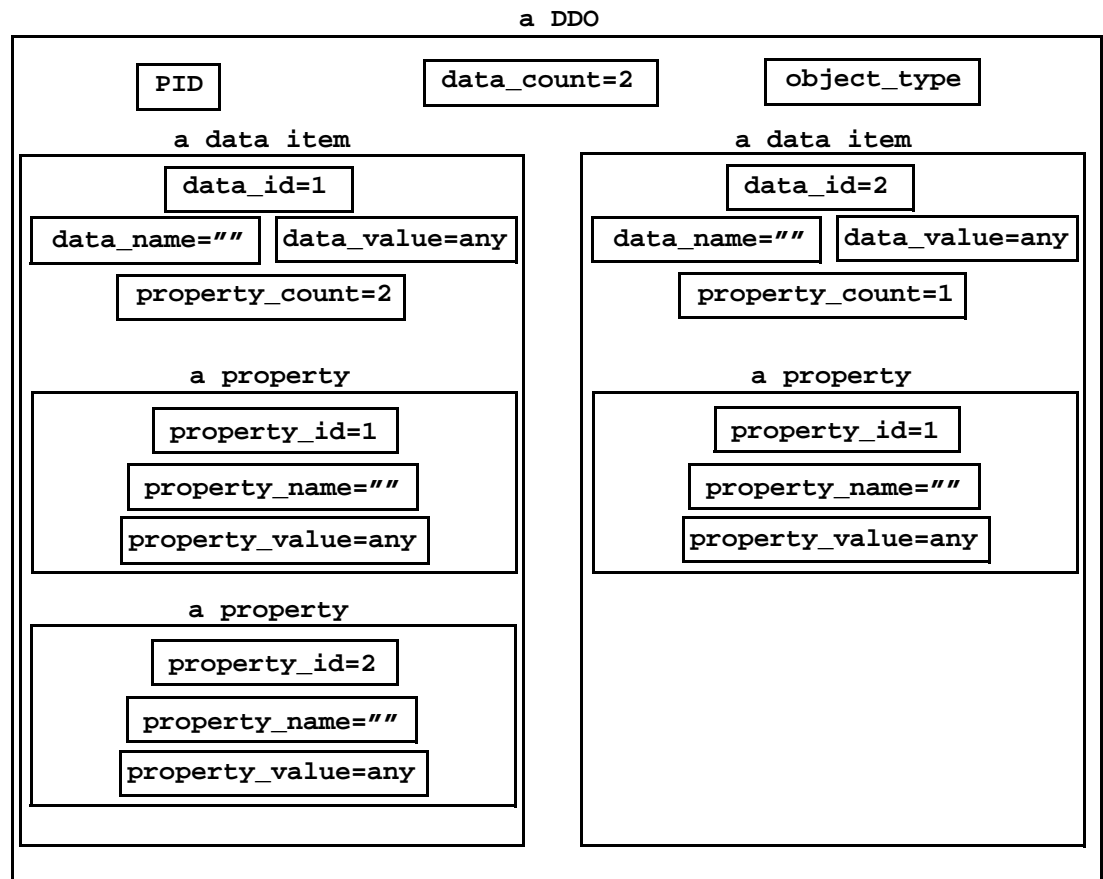 a DDO
PID
data_count=2
object_type
a data item
data_id=1
data_name=″″
data_value=any
property_count=2
a property
property_id=1
property_name=″″
property_value=any
a property
property_id=2
property_name=″″
property_value=any
a data item
data_id=2
data_name=″″
data_value=any
property_count=1
a property
property_id=1
property_name=″″
property_value=any